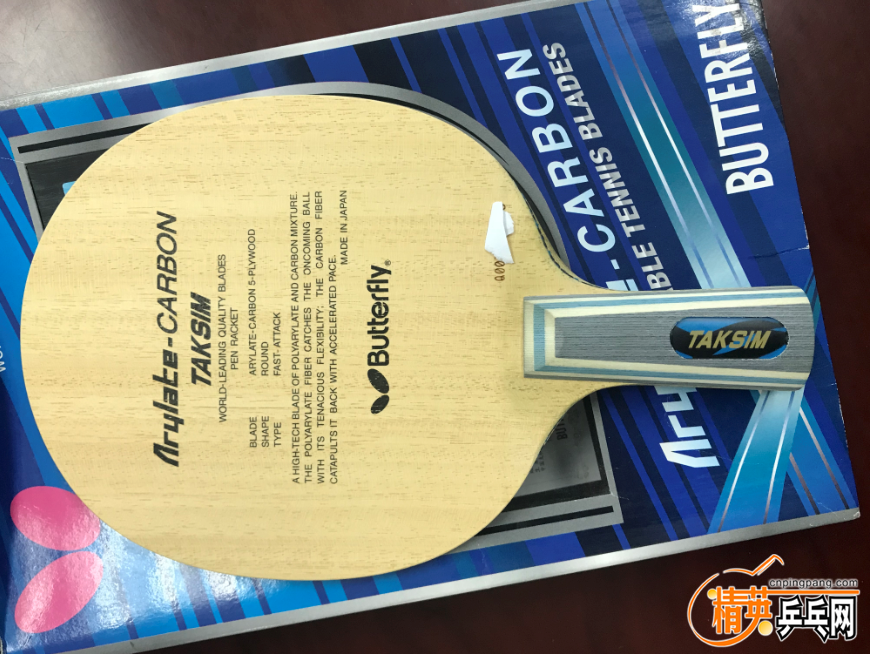 Arylate-CARBON
TAKSIM
WORLD-LEADING QUALITY BLADES
PEN RACKET
BLADE ARYLATE-CARBON 5-PLYWOOD
SHAPE ROUND
TYPE FAST-ATTACK
A HIGH-TECH BLADE OF POLYARYLATE AND CARBON MIXTURE.
THE POLYARYLATE FIBER CATCHES THE ONCOMING BALL
WITH ITS TENACIOUS FLEXIBILITY; THE CARBON FIBER
CATAPULTS IT BACK WITH ACCELERATED PACE.
MADE IN JAPAN
Butterfly®
TAKSIM
-CARBON
BLE TENNIS BLADES
BUTTERFLY
Ary
cnpingpang.com
精英乒乓网